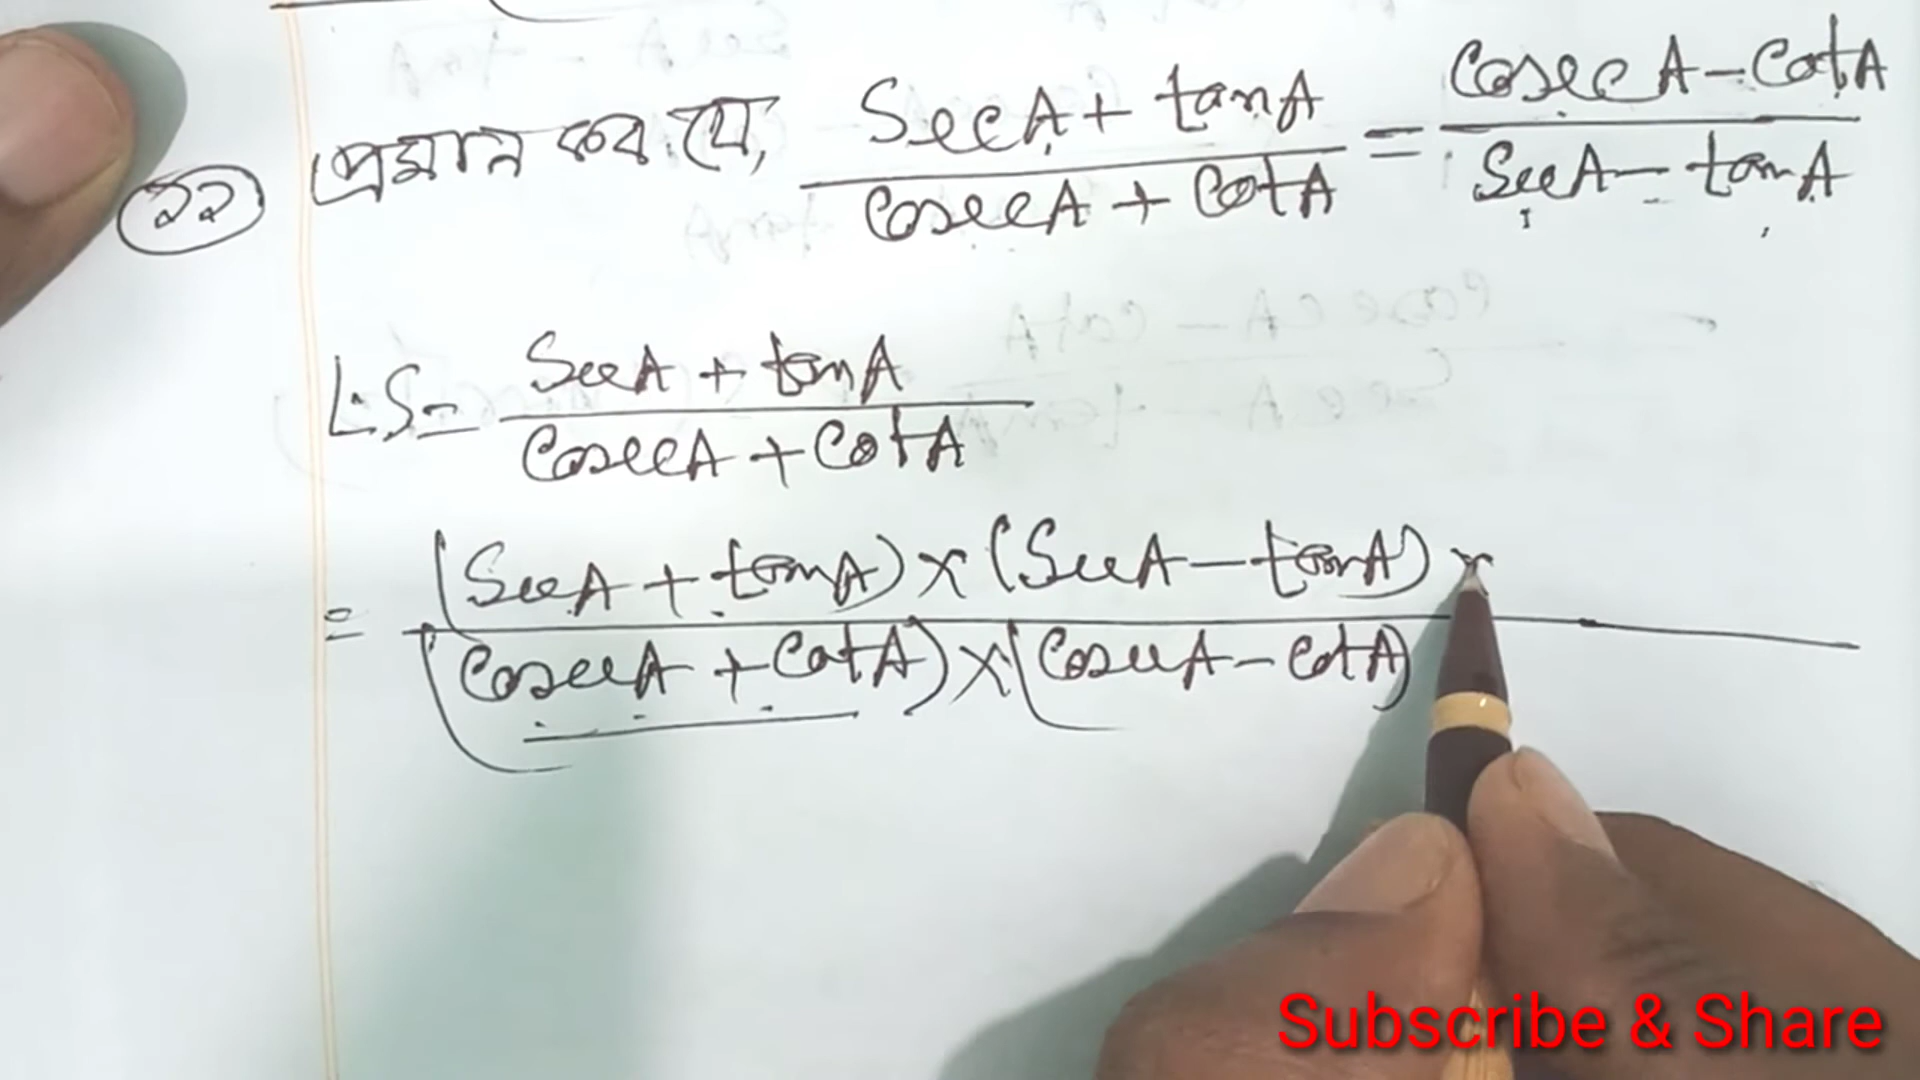 ২২ প্রমান কর যে, SecA + tanA / CosecA + CotA = CosecA - CotA / SecA - tanA
L.S = SecA + tanA / CosecA + CotA
= (SecA + tanA) × (SecA - tanA) × / (CosecA + CotA) × (CosecA - CotA)
Subscribe & Share